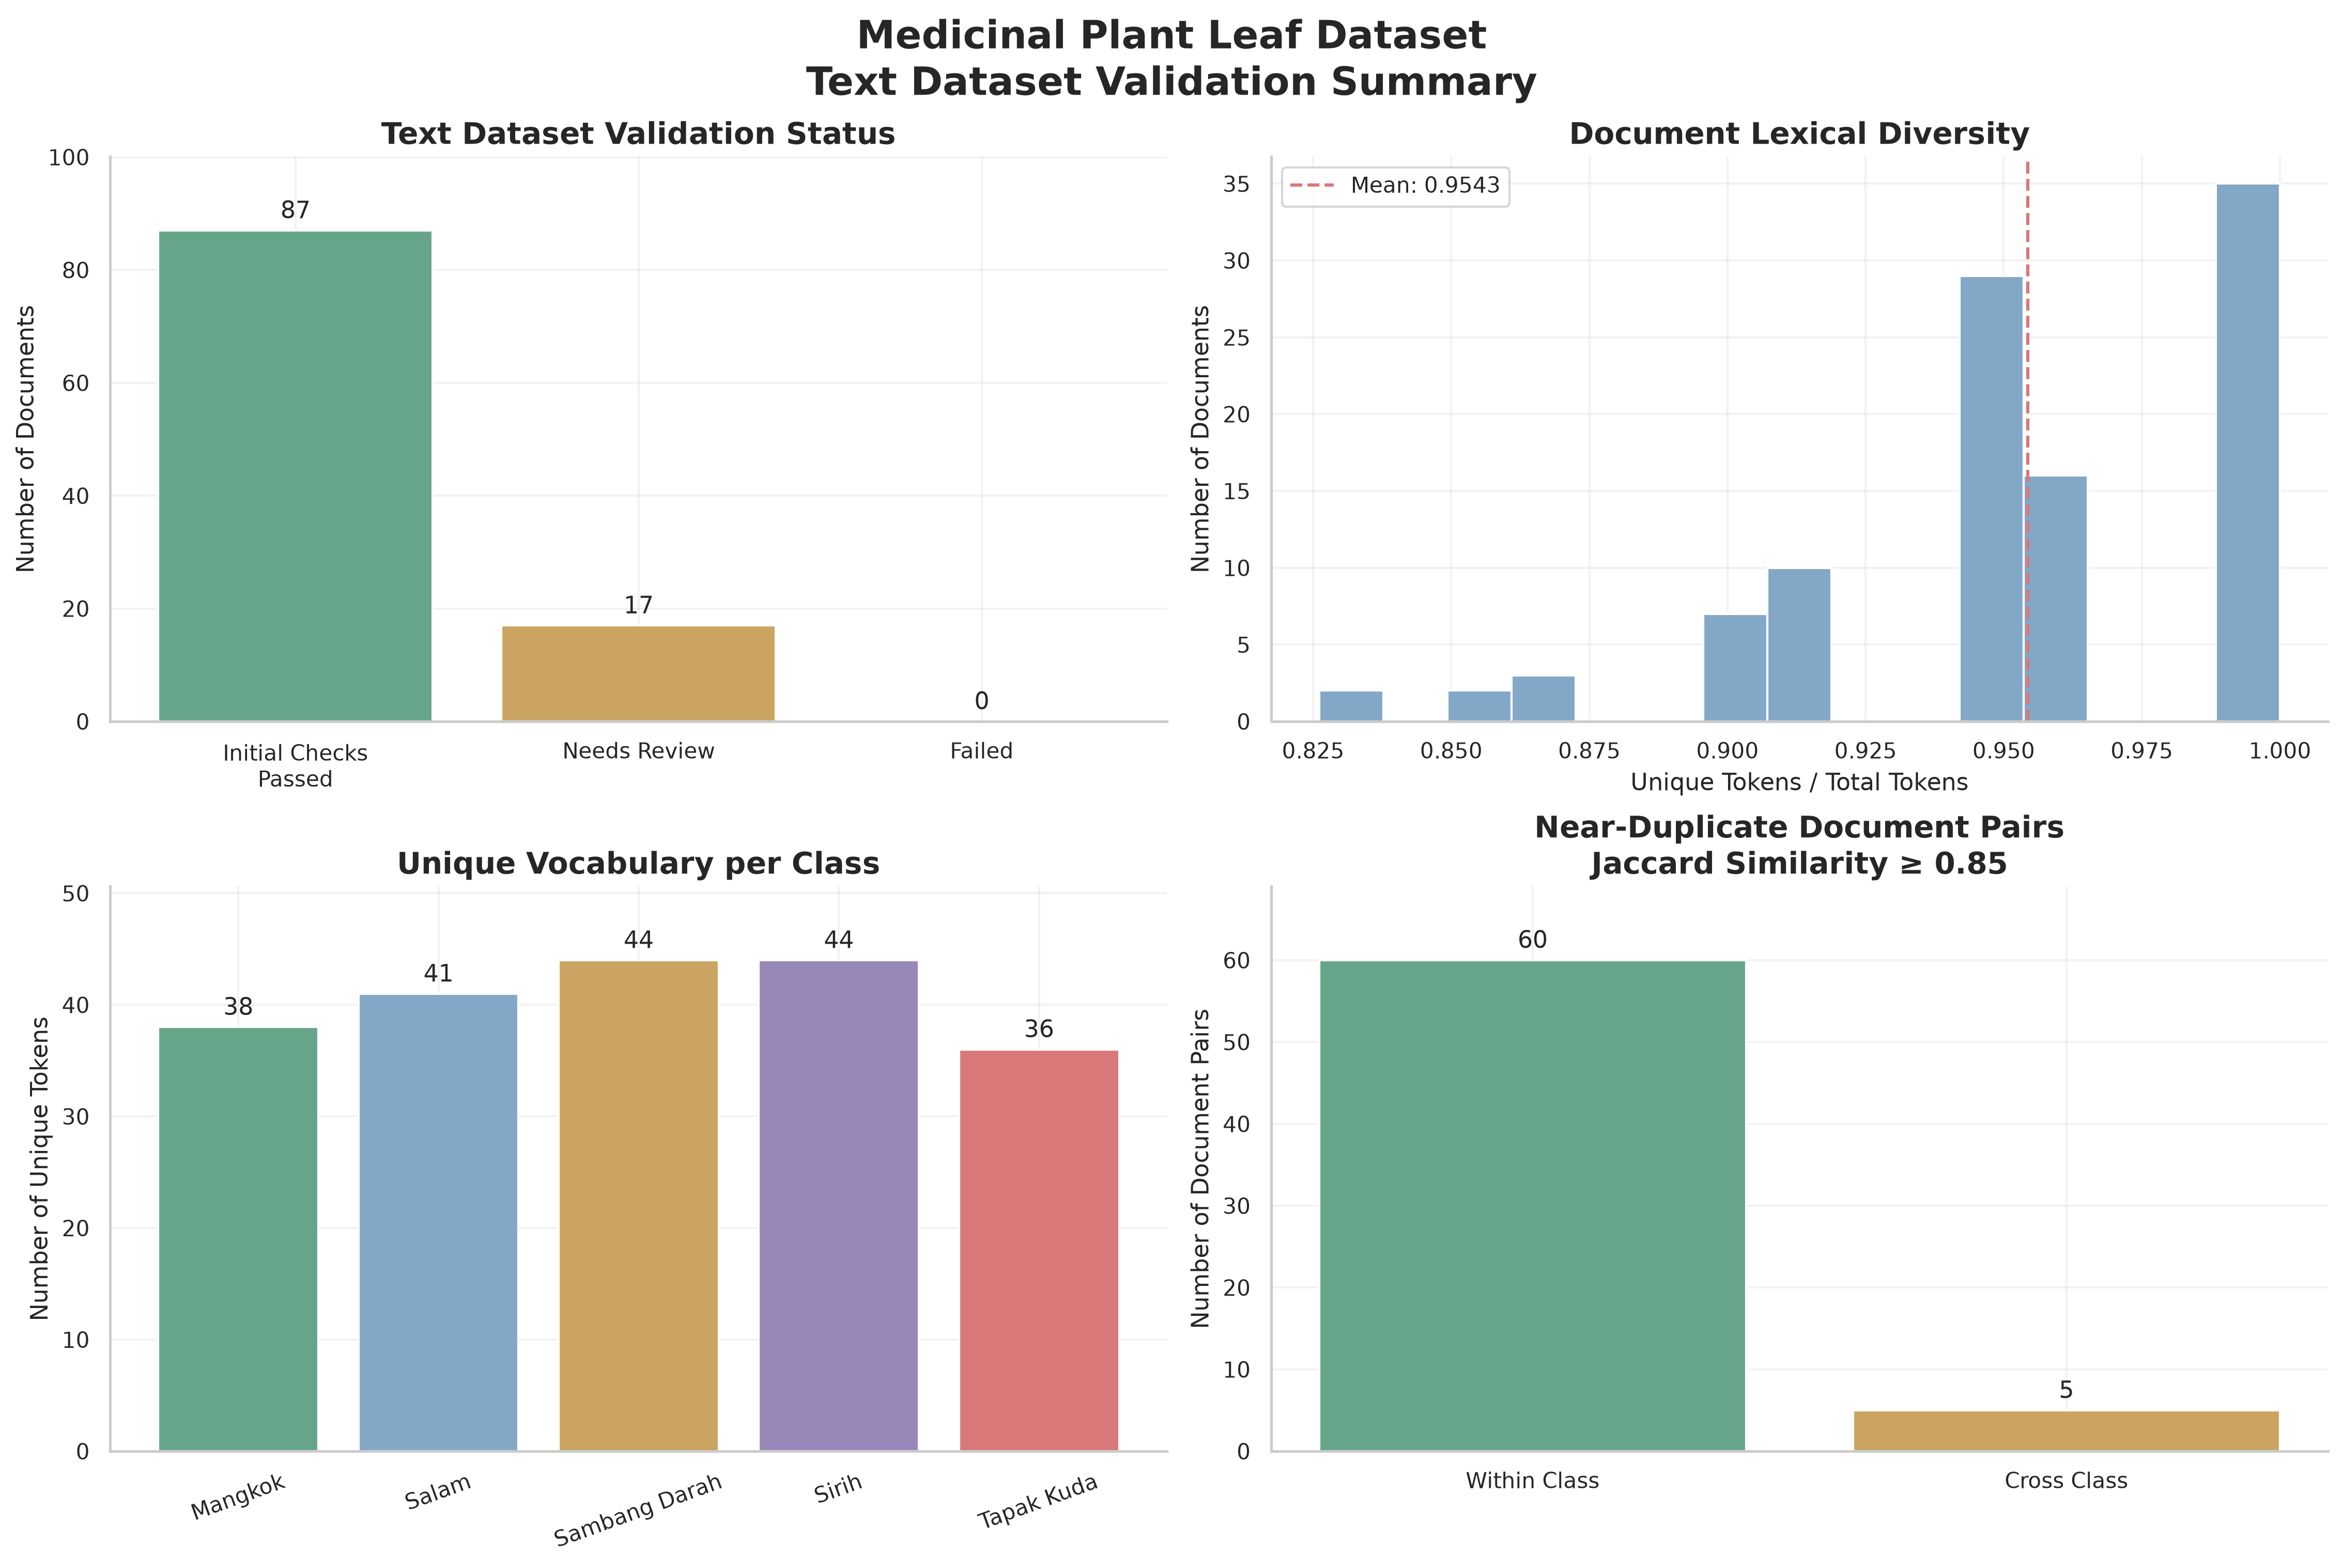 Medicinal Plant Leaf Dataset
Text Dataset Validation Summary
Text Dataset Validation Status
Number of Documents
100
80
60
40
20
0
87
17
0
Initial Checks
Passed
Needs Review
Failed
Document Lexical Diversity
Mean: 0.9543
Number of Documents
35
30
25
20
15
10
5
0
0.825 0.850 0.875 0.900 0.925 0.950 0.975 1.000
Unique Tokens / Total Tokens
Unique Vocabulary per Class
Number of Unique Tokens
50
40
30
20
10
0
38
41
44
44
36
Mangkok
Salam
Sambang Darah
Sirih
Tapak Kuda
Near-Duplicate Document Pairs
Jaccard Similarity ≥ 0.85
Number of Document Pairs
60
50
40
30
20
10
0
60
5
Within Class
Cross Class